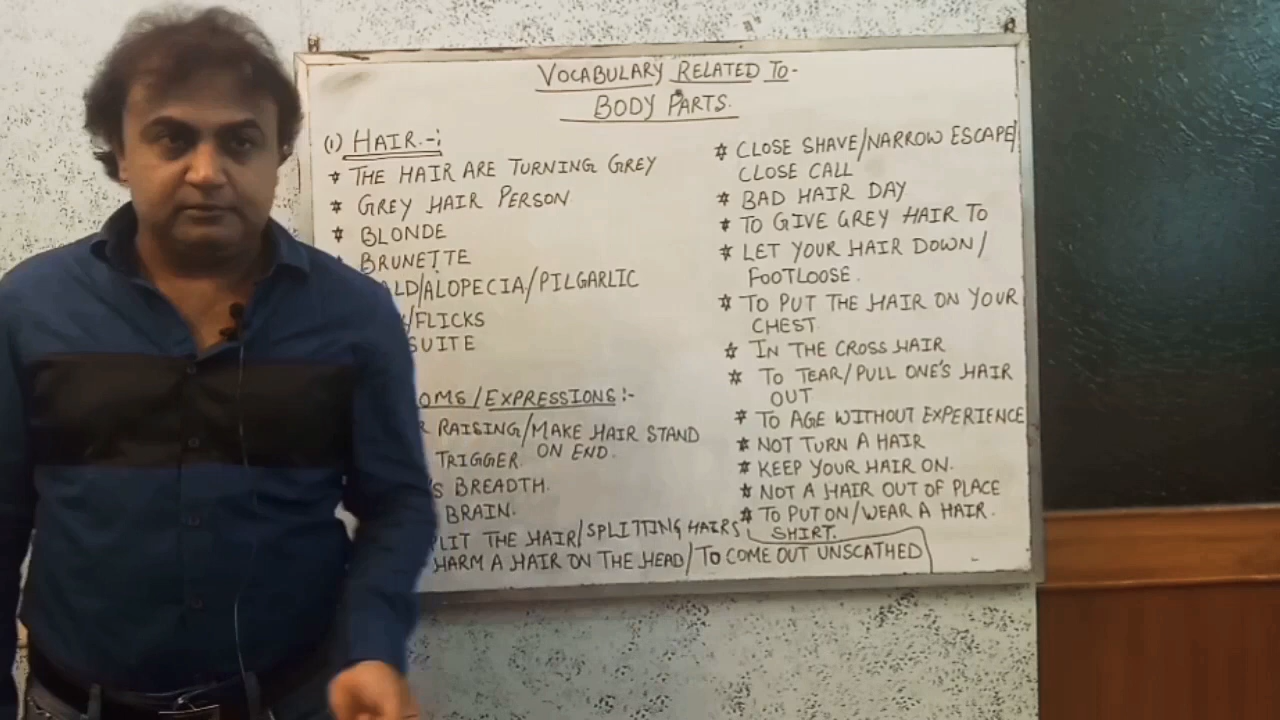 VOCABULARY RELATED TO-
BODY PARTS.
(1) HAIR.-:
* THE HAIR ARE TURNING GREY
* GREY HAIR PERSON
* BLONDE
BRUNETTE
ALD/ALOPECIA/PILGARLIC
/FLICKS
SUITE
OMS/EXPRESSIONS:-
RAISING/MAKE HAIR STAND
ON END.
TRIGGER.
'S BREADTH.
BRAIN.
LIT THE HAIR/SPLITTING HAIRS
HARM A HAIR ON THE HEAD/TO COME OUT UNSCATHED
* CLOSE SHAVE/NARROW ESCAPE/
CLOSE CALL
* BAD HAIR DAY
* TO GIVE GREY HAIR TO
* LET YOUR HAIR DOWN/
FOOTLOOSE.
* TO PUT THE HAIR ON YOUR
CHEST
* IN THE CROSS HAIR
* TO TEAR/PULL ONE'S HAIR
OUT
* TO AGE WITHOUT EXPERIENCE
* NOT TURN A HAIR
* KEEP YOUR HAIR ON.
* NOT A HAIR OUT OF PLACE
* TO PUT ON/WEAR A HAIR.
SHIRT.